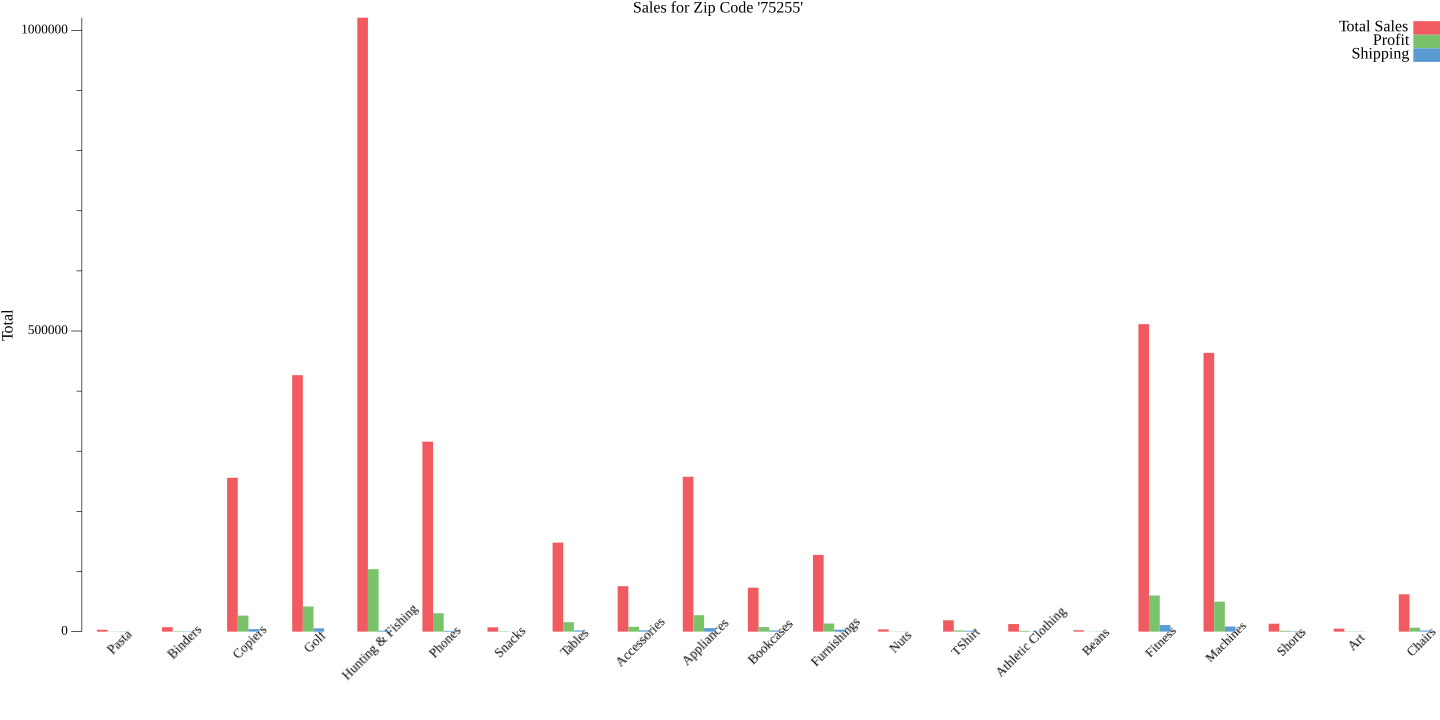 Sales for Zip Code '75255'
Total Sales
Profit
Shipping
Total
1000000
500000
0
Pasta
Binders
Copiers
Golf
Hunting & Fishing
Phones
Snacks
Tables
Accessories
Appliances
Bookcases
Furnishings
Nuts
TShirt
Athletic Clothing
Beans
Fitness
Machines
Shorts
Art
Chairs